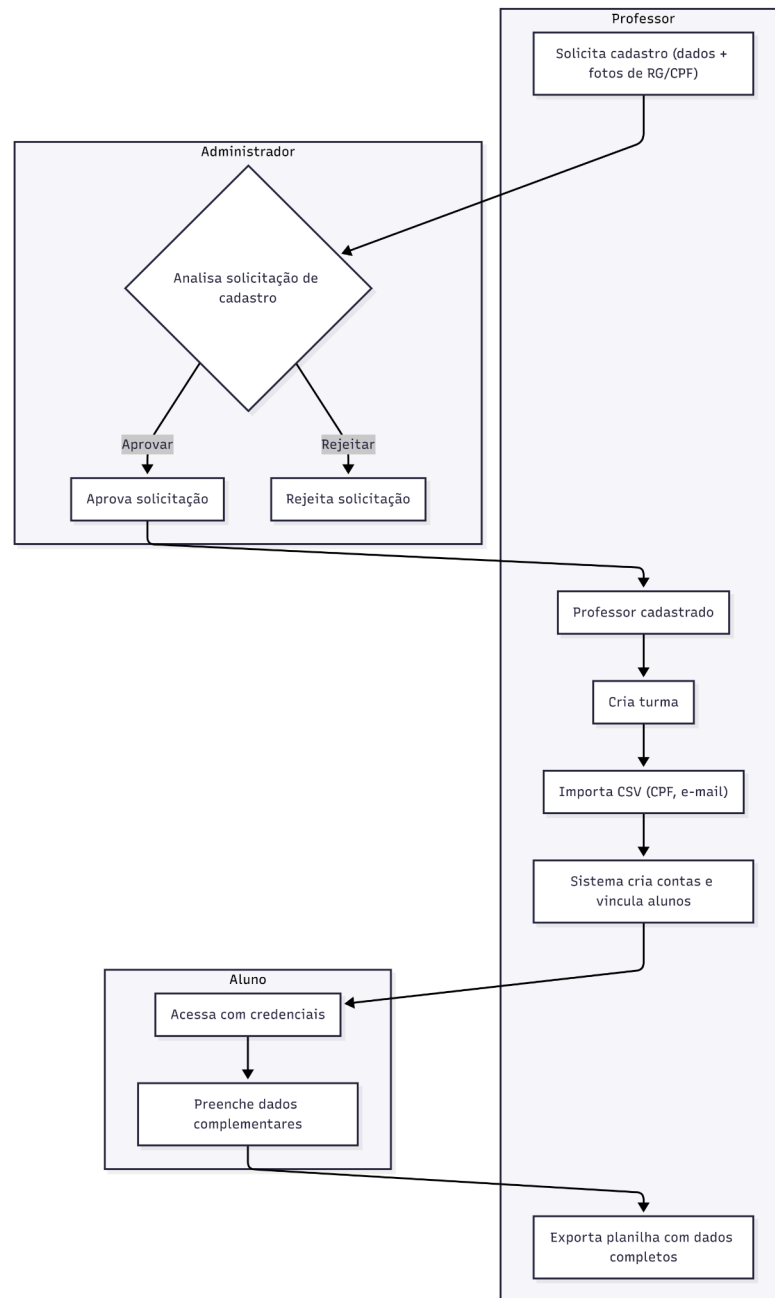 Professor
Solicita cadastro (dados +
fotos de RG/CPF)
Administrador
Analisa solicitação de
cadastro
Aprovar
Rejeitar
Aprova solicitação
Rejeita solicitação
Professor cadastrado
Cria turma
Importa CSV (CPF, e-mail)
Sistema cria contas e
vincula alunos
Aluno
Acessa com credenciais
Preenche dados
complementares
Exporta planilha com dados
completos